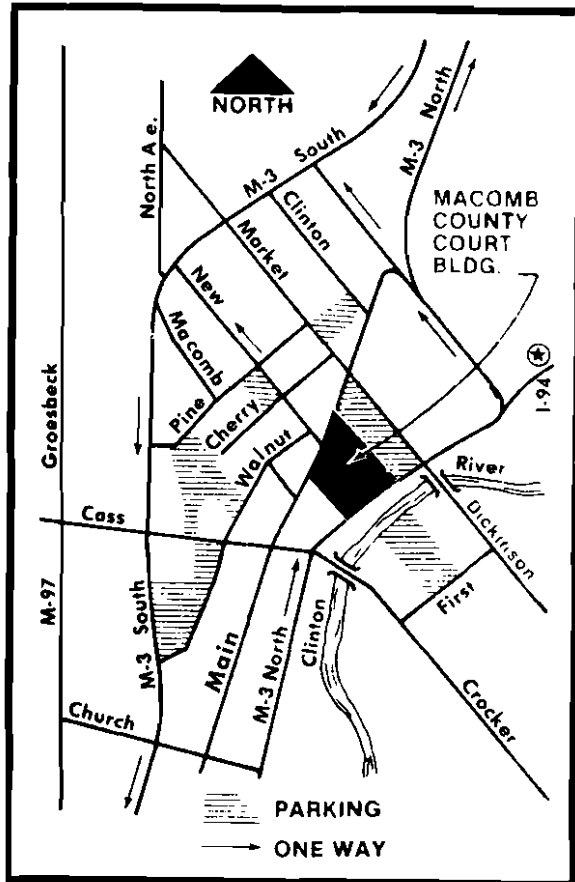 NORTH
North A e.
M-3 South
M-3 North
MACOMB
COUNTY
COURT
BLDG.
Clinton
Market
New
Macomb
Groesbeck
Pine
Cherry
Walnut
I-94
River
Cass
Dickinson
First
M-97
M-3 South
Main
M-3 North
Clinton
Crocker
Church
PARKING
ONE WAY